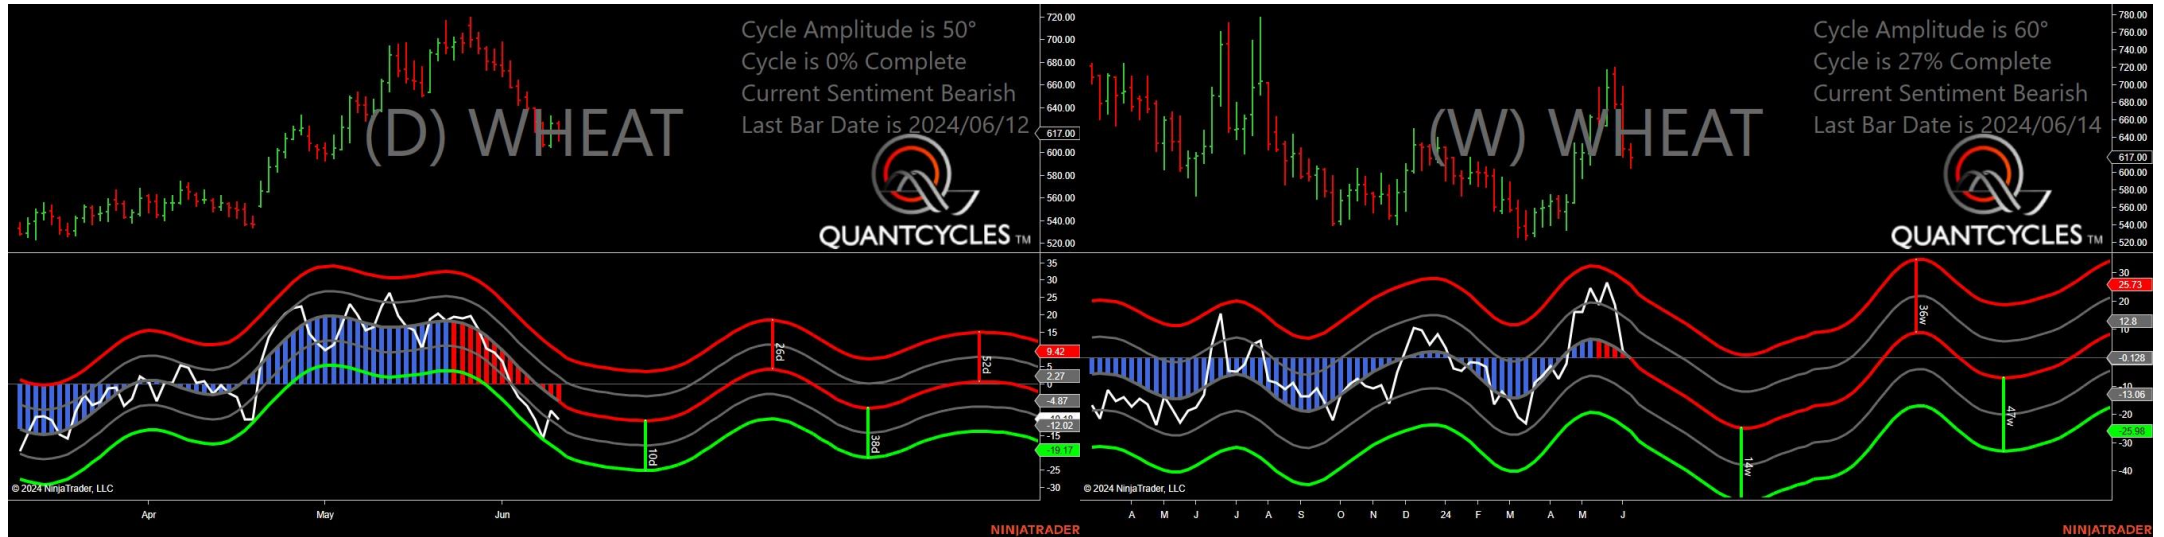 Cycle Amplitude is 50°
Cycle is 0% Complete
Current Sentiment Bearish
Last Bar Date is 2024/06/12
(D) WHEAT
QUANTCYCLES TM
720.00
700.00
680.00
660.00
640.00
617.00
600.00
580.00
560.00
540.00
520.00
35
30
25
20
15
9.42
5
2.27
0
-4.87
-12.02
-15
-19.17
-25
-30
26d
52d
10d
38d
© 2024 NinjaTrader, LLC
Apr May Jun
NINJATRADER
Cycle Amplitude is 60°
Cycle is 27% Complete
Current Sentiment Bearish
Last Bar Date is 2024/06/14
(W) WHEAT
QUANTCYCLES TM
780.00
760.00
740.00
720.00
700.00
680.00
660.00
640.00
617.00
600.00
580.00
560.00
540.00
520.00
30
25.73
20
12.8
10
-0.128
-10
-13.06
-20
-25.98
-30
-40
36w
47w
14w
© 2024 NinjaTrader, LLC
A M J J A S O N D 24 F M A M J
NINJATRADER